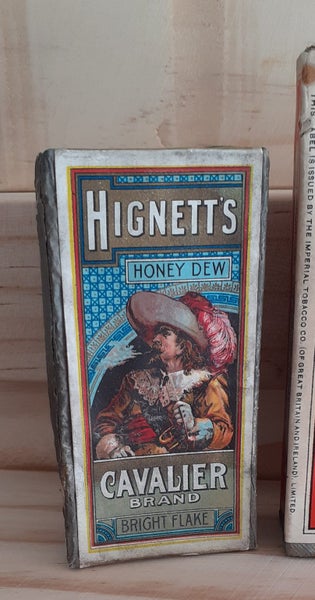 HIGNETT'S
HONEY DEW
CAVALIER
BRAND
BRIGHT FLAKE
THIS LABEL IS ISSUED BY THE IMPERIAL TOBACCO CO. (OF GREAT BRITAIN AND IRELAND), LIMITED